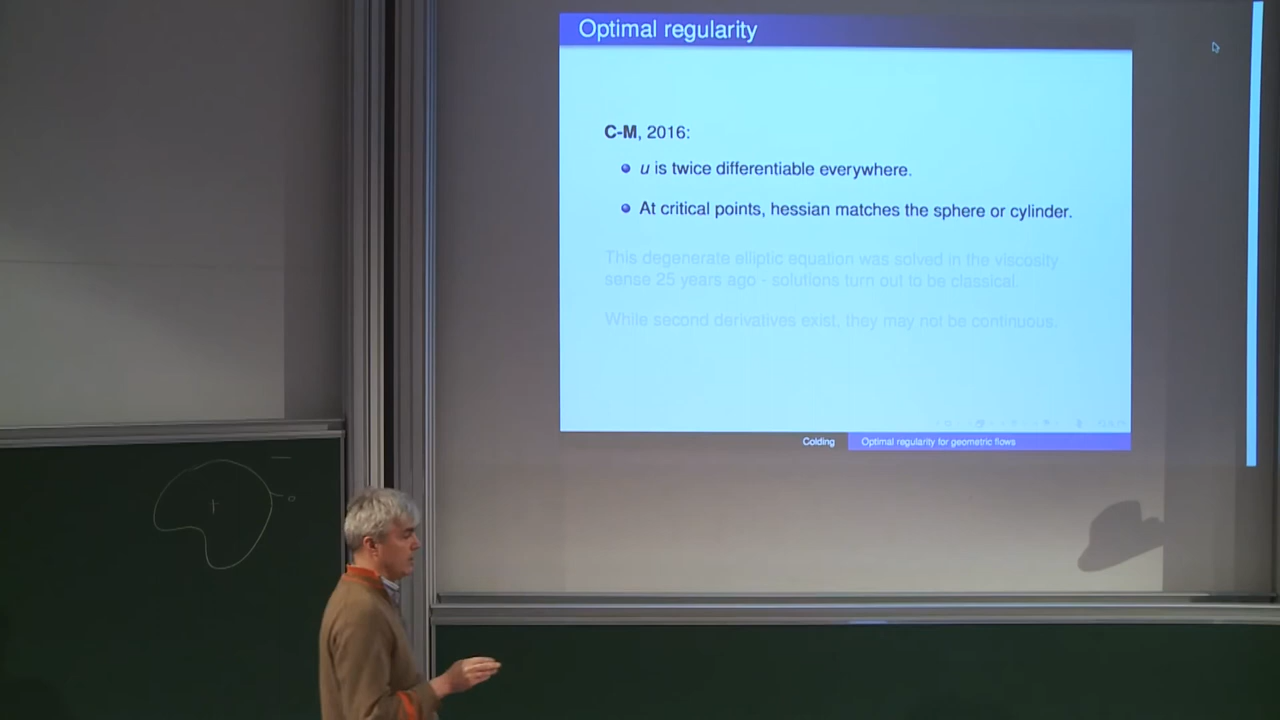 Optimal regularity
C-M, 2016:
u is twice differentiable everywhere.
At critical points, hessian matches the sphere or cylinder.
This degenerate elliptic equation was solved in the viscosity
sense 25 years ago - solutions turn out to be classical.
While second derivatives exist, they may not be continuous.
Colding
Optimal regularity for geometric flows
+
−
− 0